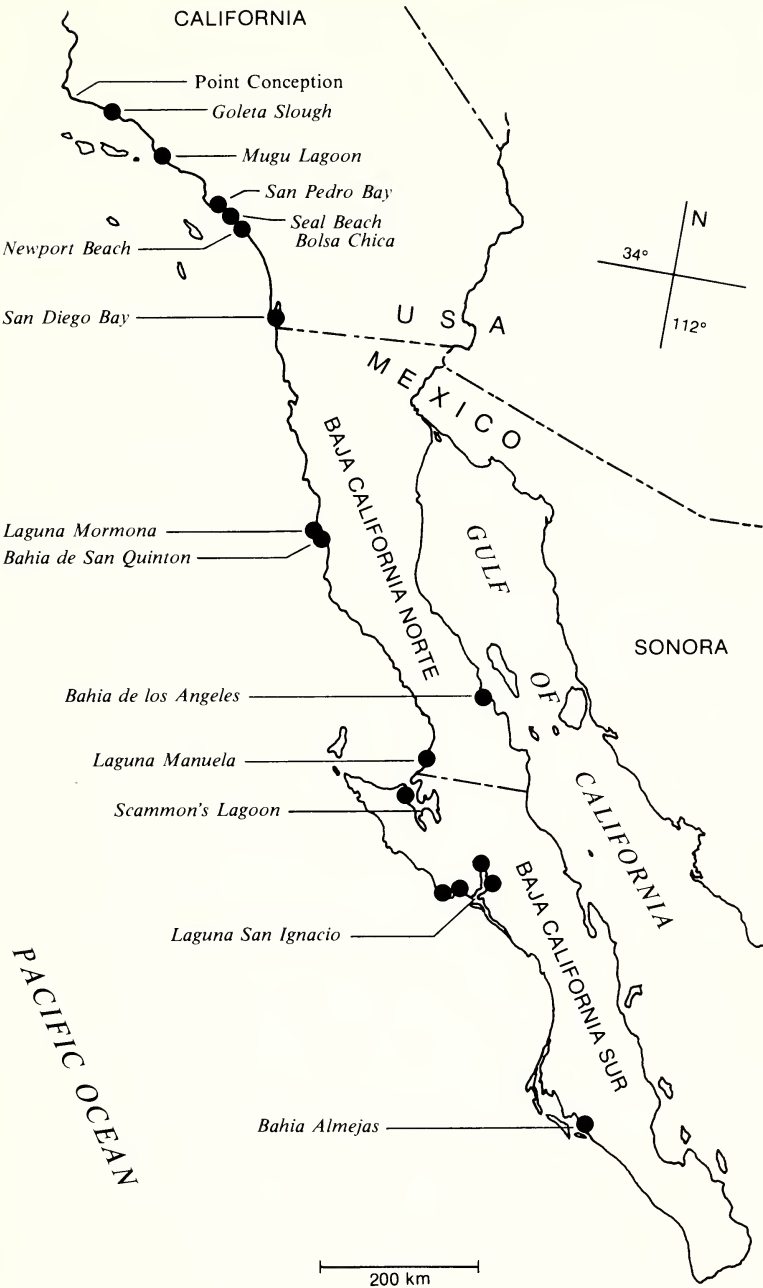 CALIFORNIA
Point Conception
Goleta Slough
Mugu Lagoon
San Pedro Bay
Seal Beach
Bolsa Chica
Newport Beach
N
34°
112°
San Diego Bay
USA
MEXICO
BAJA CALIFORNIA NORTE
GULF OF CALIFORNIA
Laguna Mormona
Bahia de San Quinton
SONORA
Bahia de los Angeles
Laguna Manuela
Scammon's Lagoon
Laguna San Ignacio
BAJA CALIFORNIA SUR
PACIFIC OCEAN
Bahia Almejas
200 km